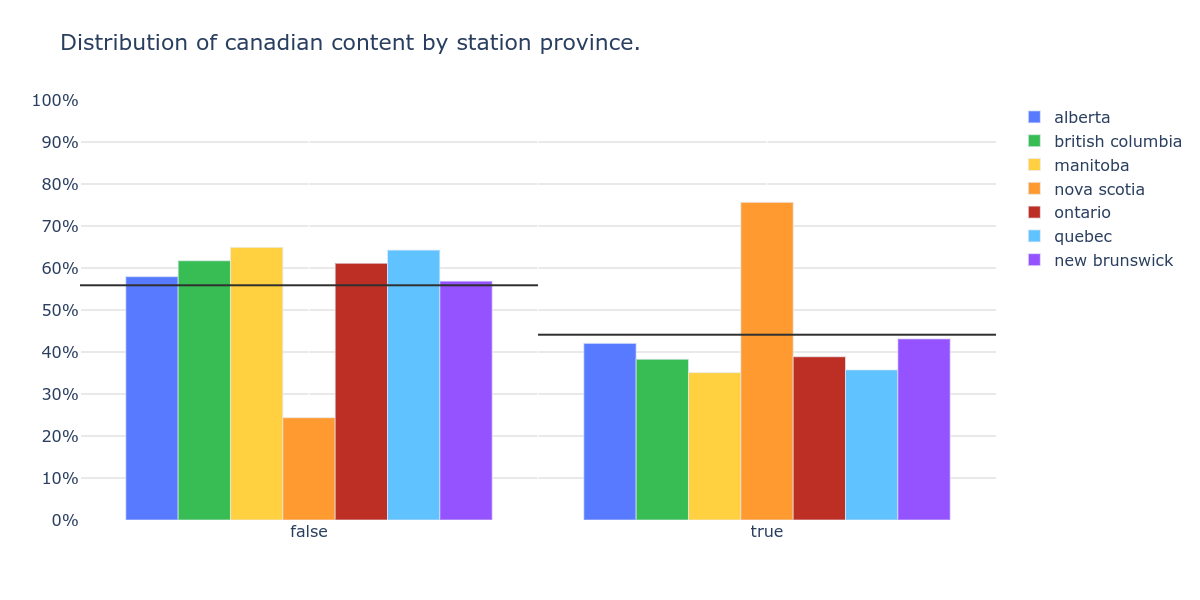 Distribution of canadian content by station province.
100%
90%
80%
70%
60%
50%
40%
30%
20%
10%
0%
false
true
alberta
british columbia
manitoba
nova scotia
ontario
quebec
new brunswick